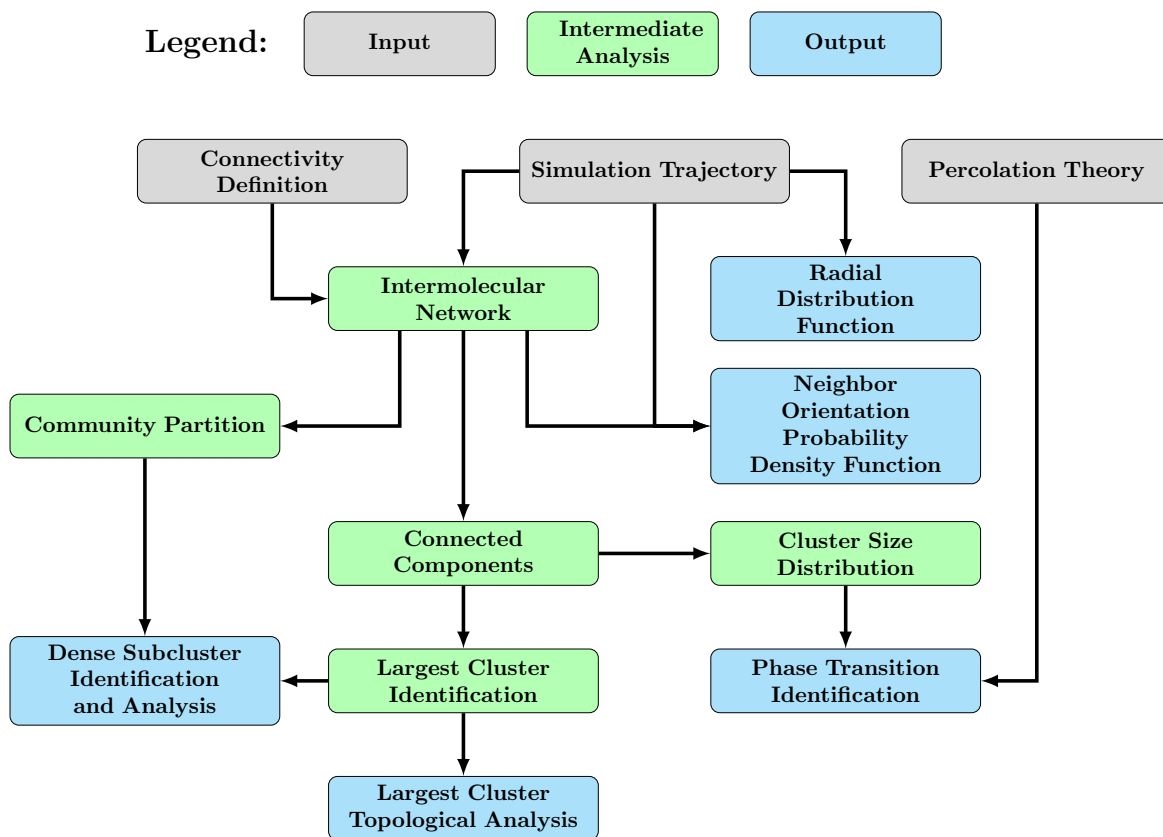 Legend:
Input
Intermediate
Analysis
Output
Connectivity
Definition
Simulation Trajectory
Percolation Theory
Intermolecular
Network
Radial
Distribution
Function
Community Partition
Neighbor
Orientation
Probability
Density Function
Connected
Components
Cluster Size
Distribution
Dense Subcluster
Identification
and Analysis
Largest Cluster
Identification
Phase Transition
Identification
Largest Cluster
Topological Analysis